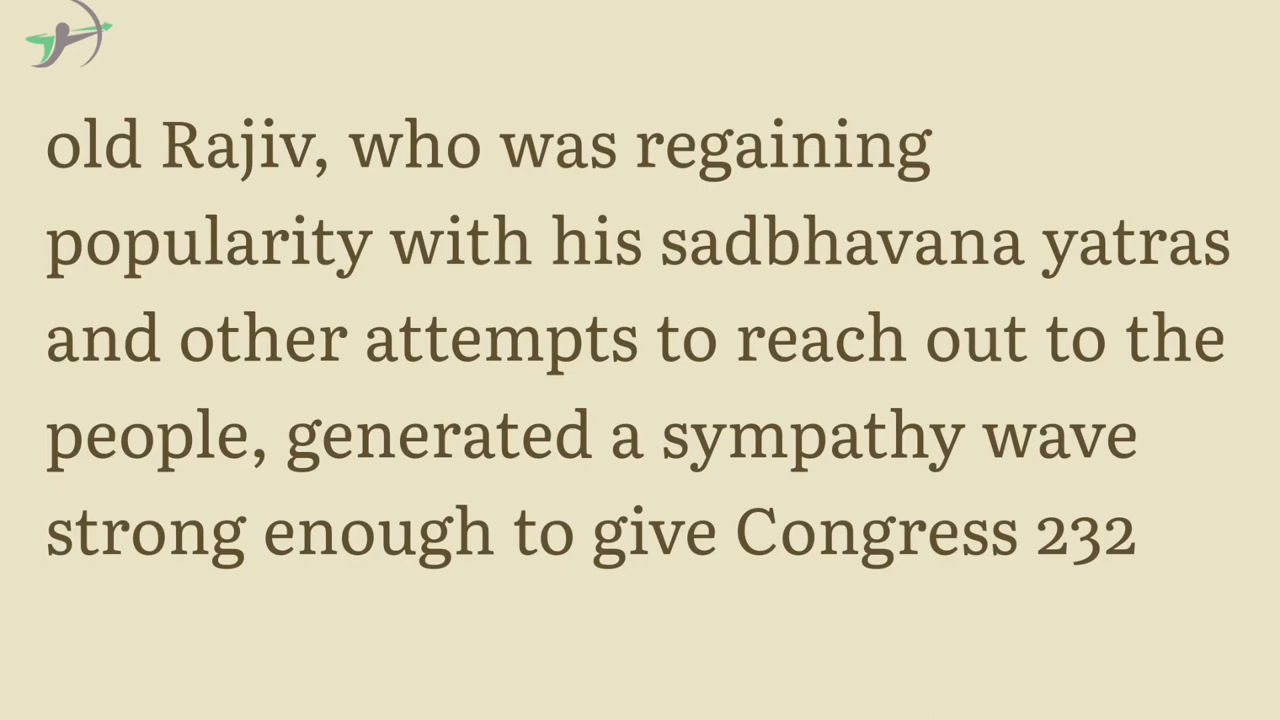 old Rajiv, who was regaining
popularity with his sadbhavana yatras
and other attempts to reach out to the
people, generated a sympathy wave
strong enough to give Congress 232